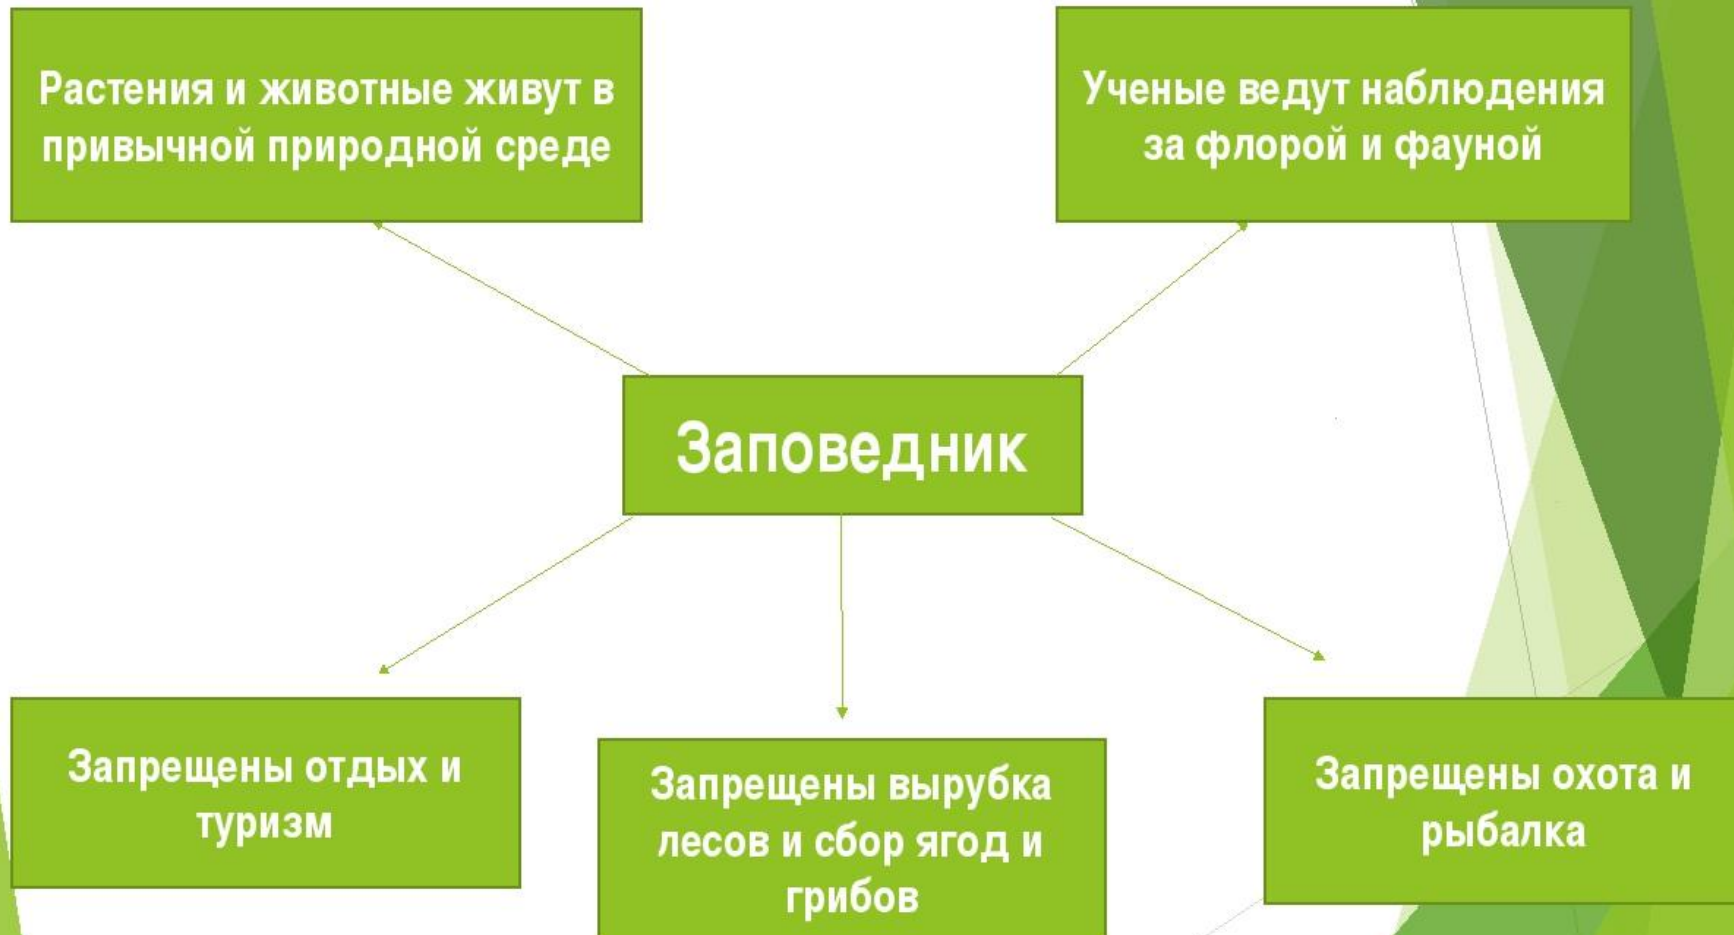 Растения и животные живут в
привычной природной среде
Ученые ведут наблюдения
за флорой и фауной
Заповедник
Запрещены отдых и
туризм
Запрещены вырубка
лесов и сбор ягод и
грибов
Запрещены охота и
рыбалка